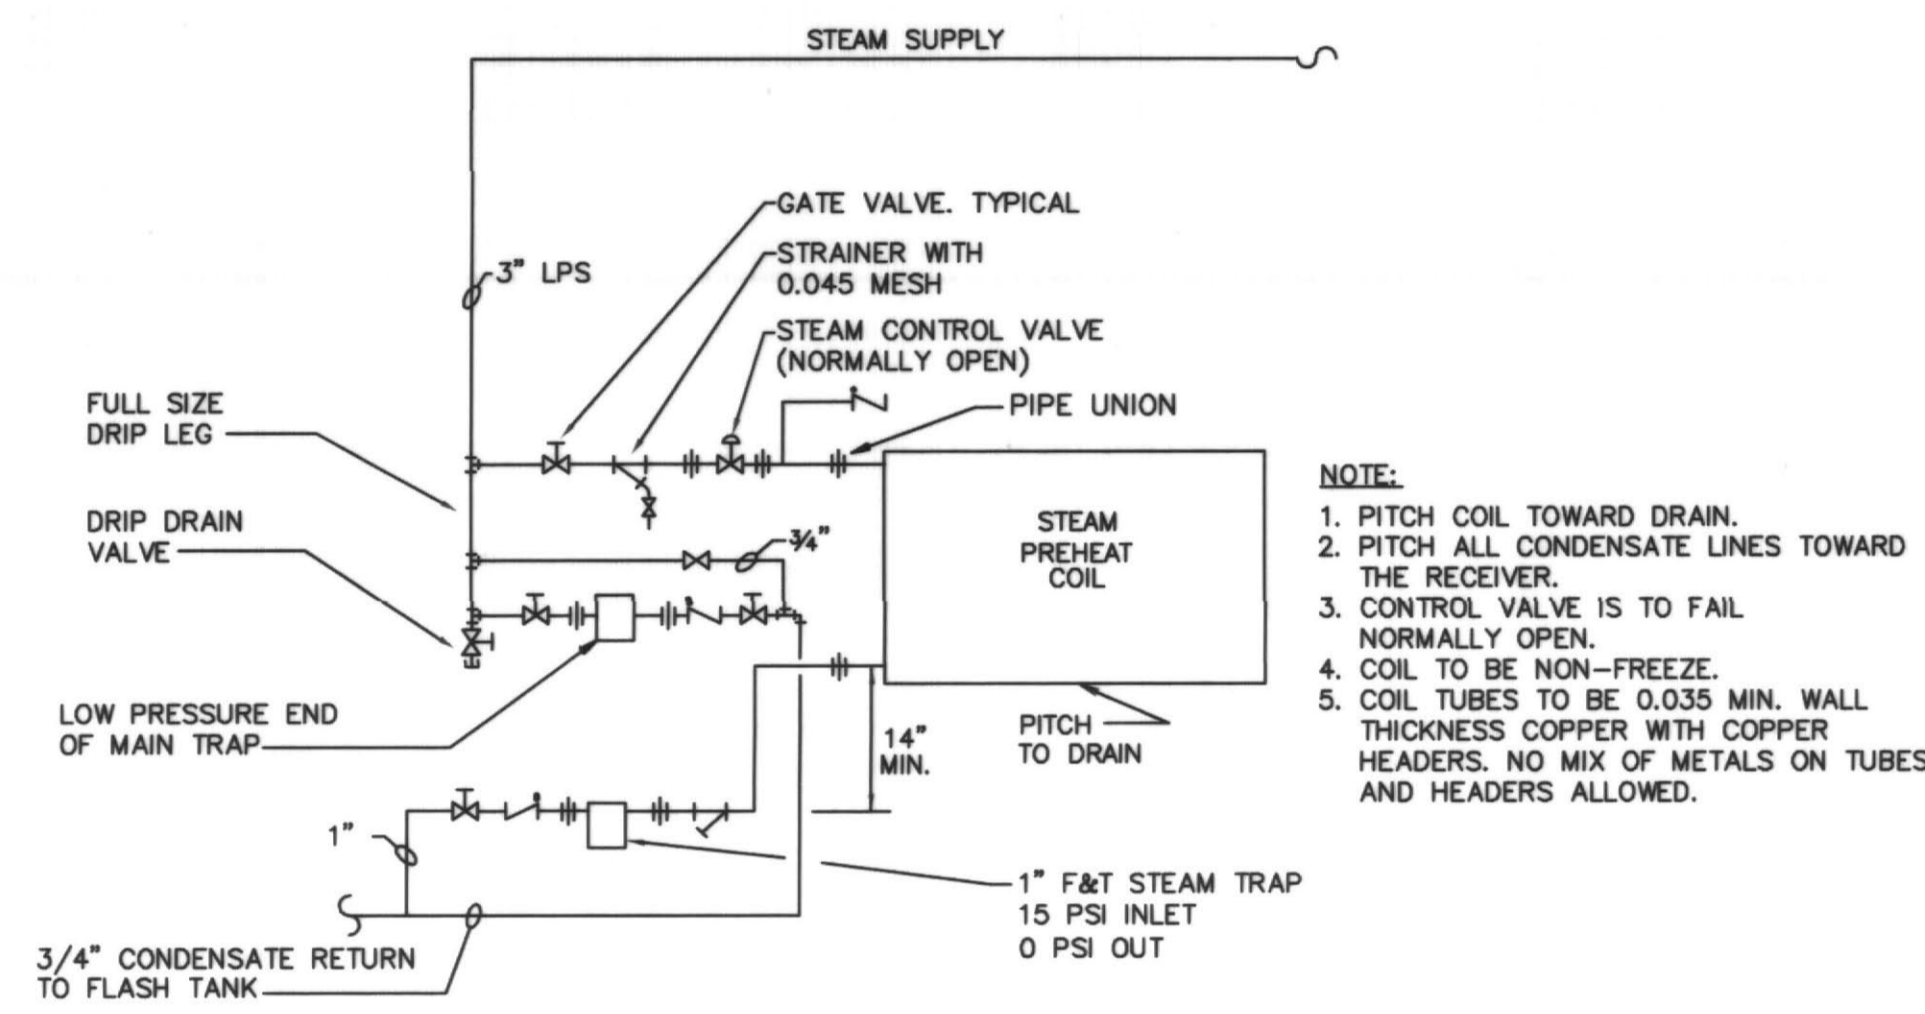 STEAM SUPPLY
GATE VALVE. TYPICAL
STRAINER WITH
0.045 MESH
3" LPS
STEAM CONTROL VALVE
(NORMALLY OPEN)
FULL SIZE
DRIP LEG
PIPE UNION
DRIP DRAIN
VALVE
3/4"
STEAM
PREHEAT
COIL
NOTE:
1. PITCH COIL TOWARD DRAIN.
2. PITCH ALL CONDENSATE LINES TOWARD
THE RECEIVER.
3. CONTROL VALVE IS TO FAIL
NORMALLY OPEN.
4. COIL TO BE NON-FREEZE.
5. COIL TUBES TO BE 0.035 MIN. WALL
THICKNESS COPPER WITH COPPER
HEADERS. NO MIX OF METALS ON TUBES
AND HEADERS ALLOWED.
LOW PRESSURE END
OF MAIN TRAP
14"
MIN.
PITCH
TO DRAIN
1"
1" F&T STEAM TRAP
15 PSI INLET
0 PSI OUT
3/4" CONDENSATE RETURN
TO FLASH TANK